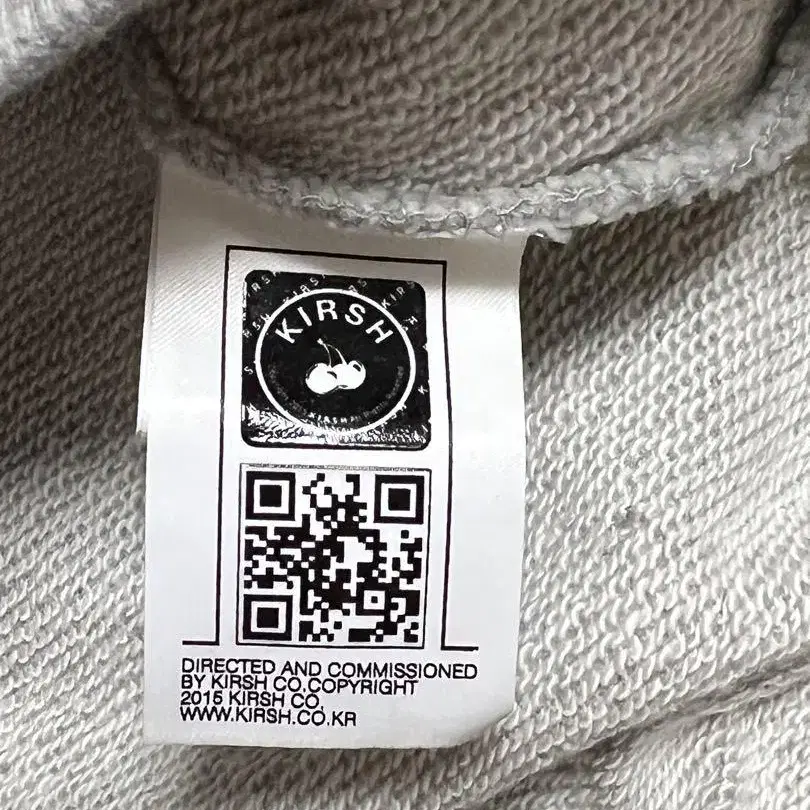 KIRSH
DIRECTED AND COMMISSIONED
BY KIRSH CO.COPYRIGHT
2015 KIRSH CO.
WWW.KIRSH.CO.KR